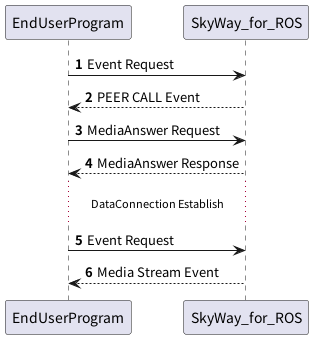 EndUserProgram
SkyWay_for_ROS
1 Event Request
2 PEER CALL Event
3 MediaAnswer Request
4 MediaAnswer Response
DataConnection Establish
5 Event Request
6 Media Stream Event
EndUserProgram
SkyWay_for_ROS